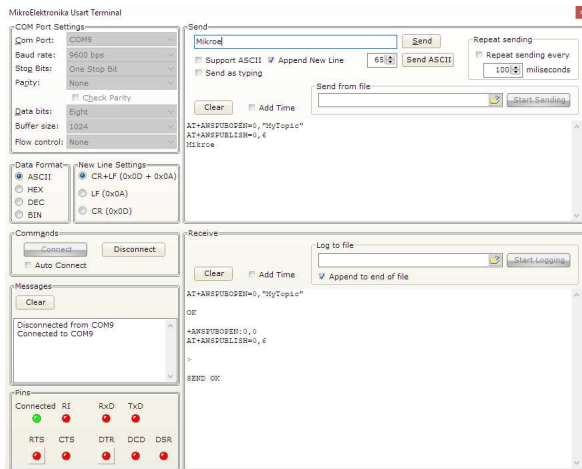 MikroElektronika Usart Terminal
COM Port Settings
Com Port: COM9
Baud rate: 9600 bps
Stop Bits: One Stop Bit
Parity: None
Check Parity
Data bits: Eight
Buffer size: 1024
Flow control: None
Data Format
ASCII
HEX
DEC
BIN
New Line Settings
CR+LF (0x0D + 0x0A)
LF (0x0A)
CR (0x0D)
Commands
Connect Disconnect
Auto Connect
Messages
Clear
Disconnected from COM9
Connected to COM9
Pins
Connected RI RxD TxD
RTS CTS DTR DCD DSR
Send
Mikroe Send
Support ASCII Append New Line 65 Send ASCII
Send as typing
Repeat sending
Repeat sending every
100 miliseconds
Send from file
Start Sending
Clear Add Time
AT+AWSPUBOPEN=0,"MyTopic"
AT+AWSPUBLISH=0,6
Mikroe
Receive
Log to file
Start Logging
Clear Add Time Append to end of file
AT+AWSPUBOPEN=0,"MyTopic"
OK
+AWSPUBOPEN:0,0
AT+AWSPUBLISH=0,6
>
SEND OK